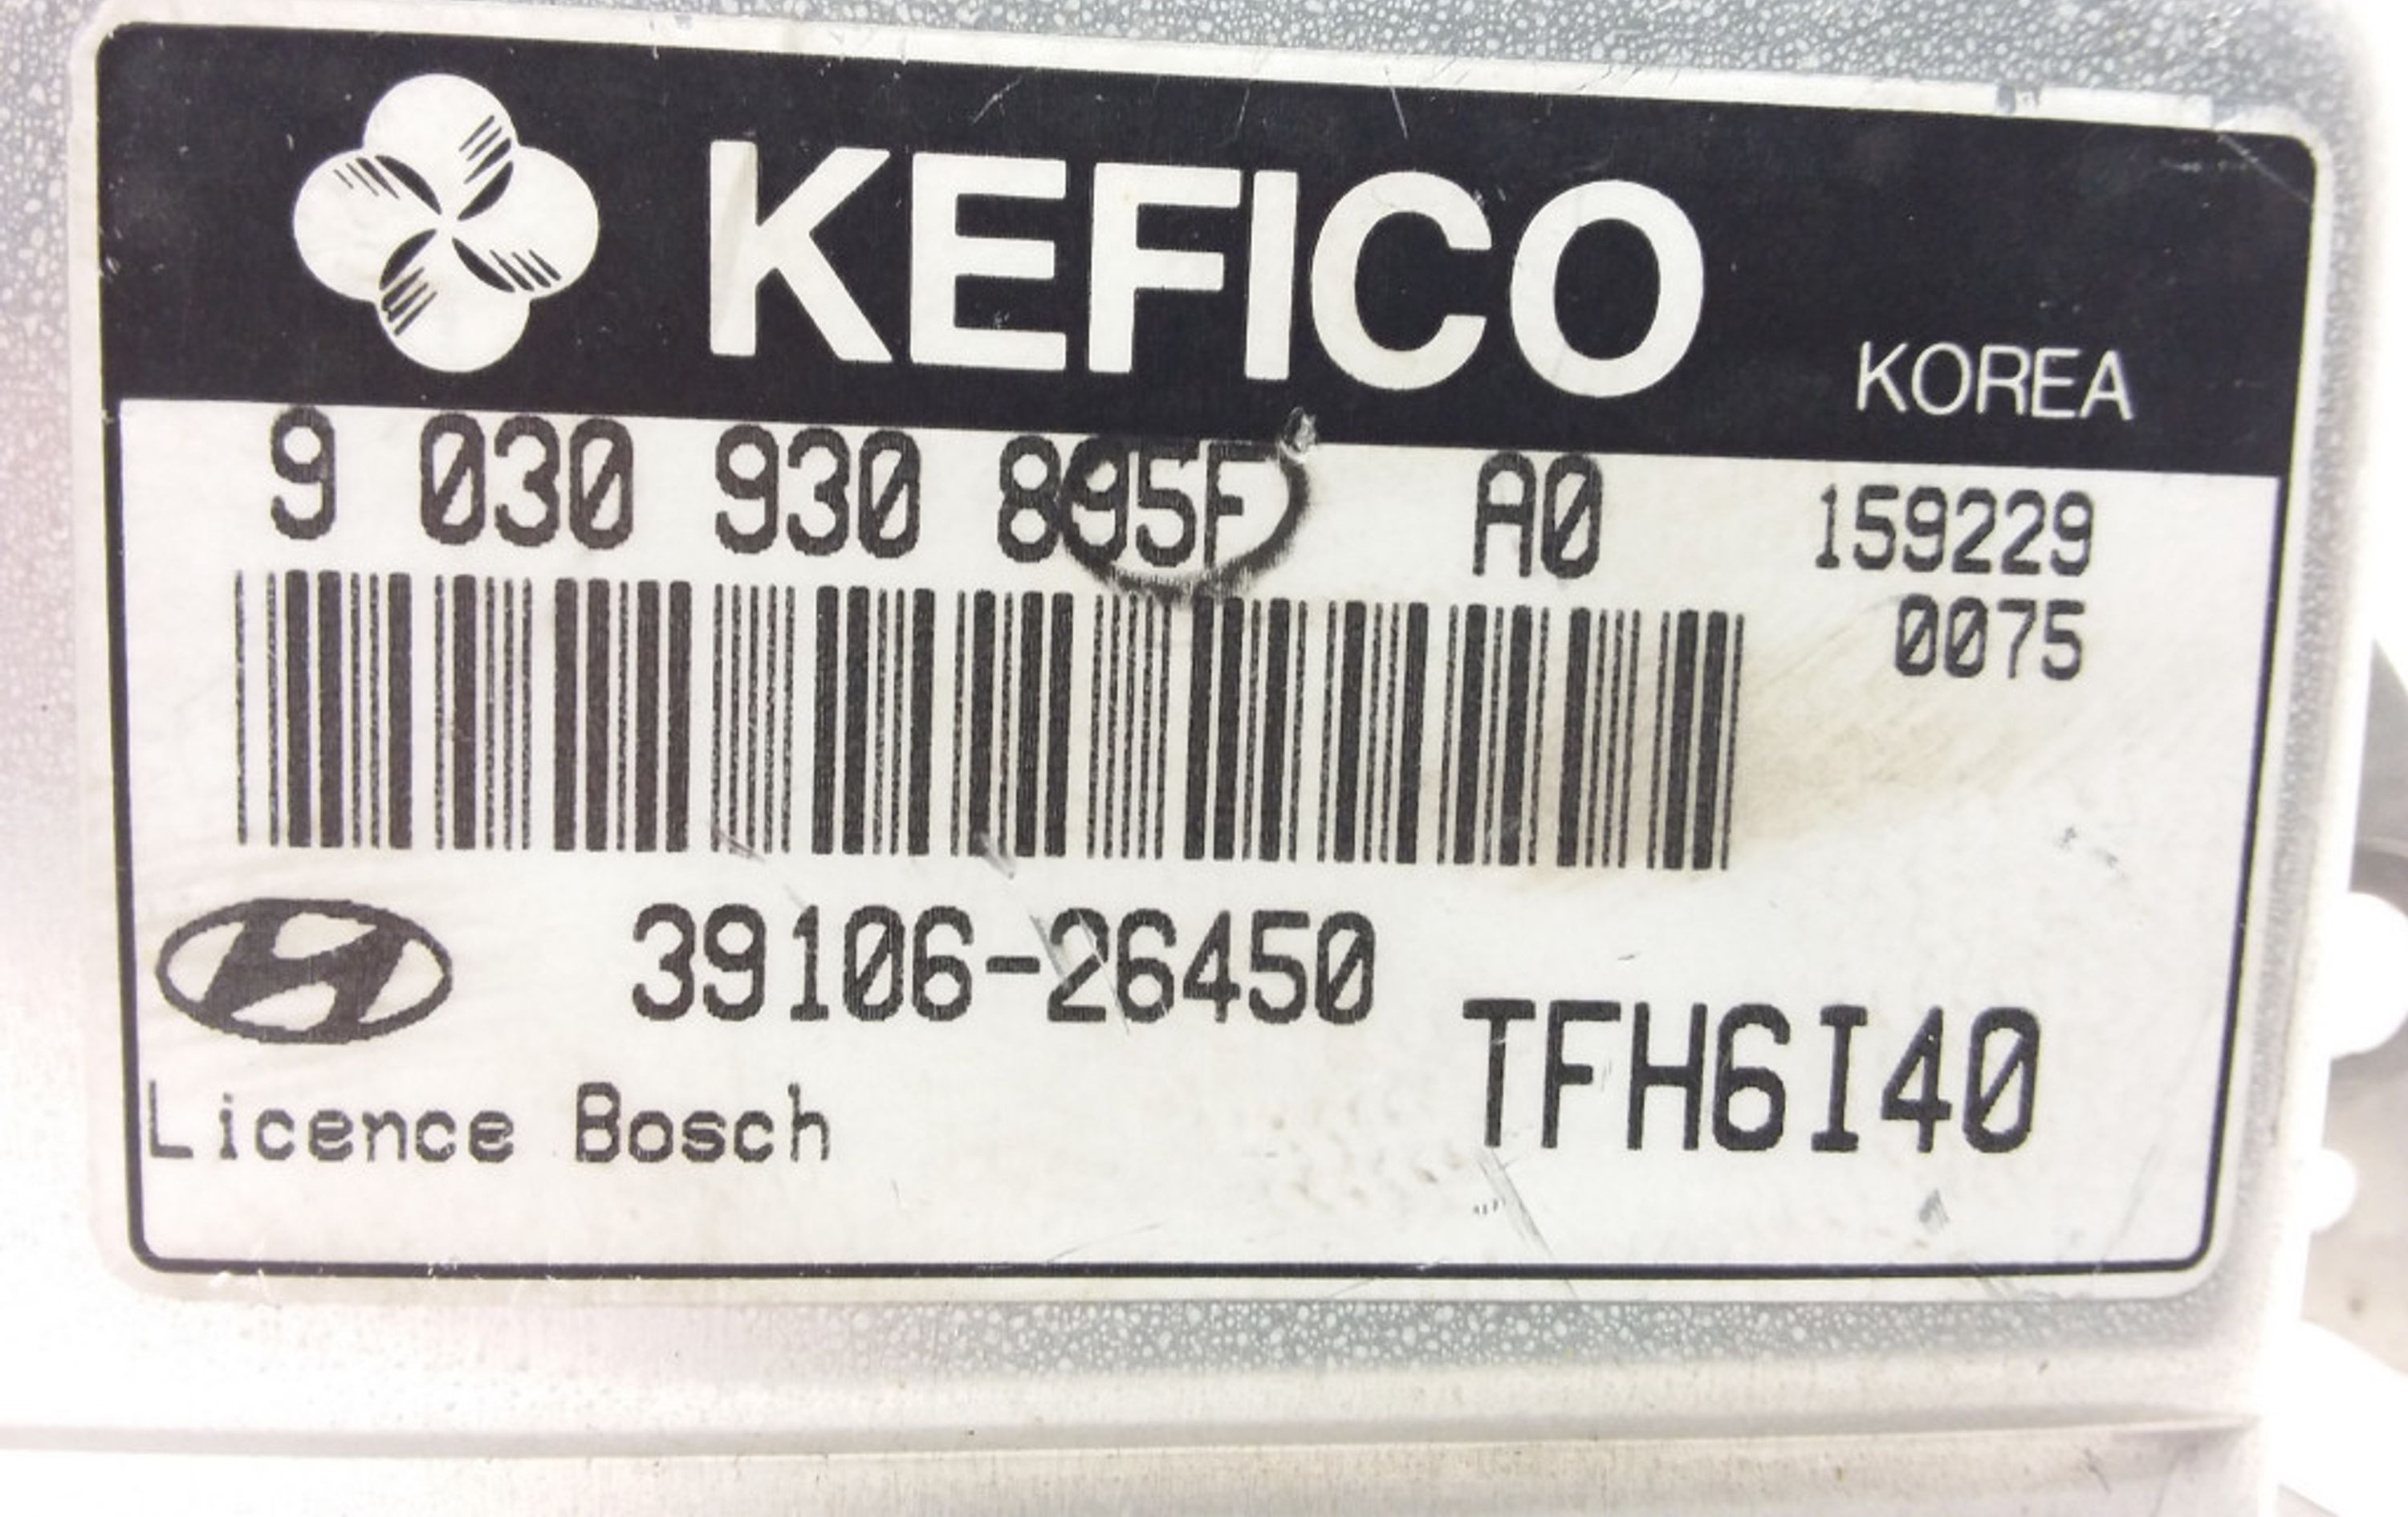 KEFICO
KOREA
9 030 930 895F A0 159229
0075
39106-26450
TFH6I40
Licence Bosch